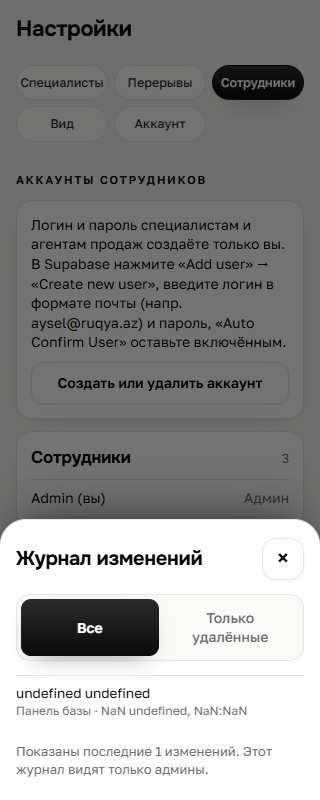 Настройки
Специалисты
Перерывы
Сотрудники
Вид
Аккаунт
АККАУНТЫ СОТРУДНИКОВ
Логин и пароль специалистам и
агентам продаж создаёте только вы.
В Supabase нажмите «Add user» →
«Create new user», введите логин в
формате почты (напр.
aysel@ruqya.az) и пароль, «Auto
Confirm User» оставьте включённым.
Создать или удалить аккаунт
Сотрудники 3
Admin (вы) Админ
Журнал изменений ×
Все
Только
удалённые
undefined undefined
Панель базы · NaN undefined, NaN:NaN
Показаны последние 1 изменений. Этот
журнал видят только админы.